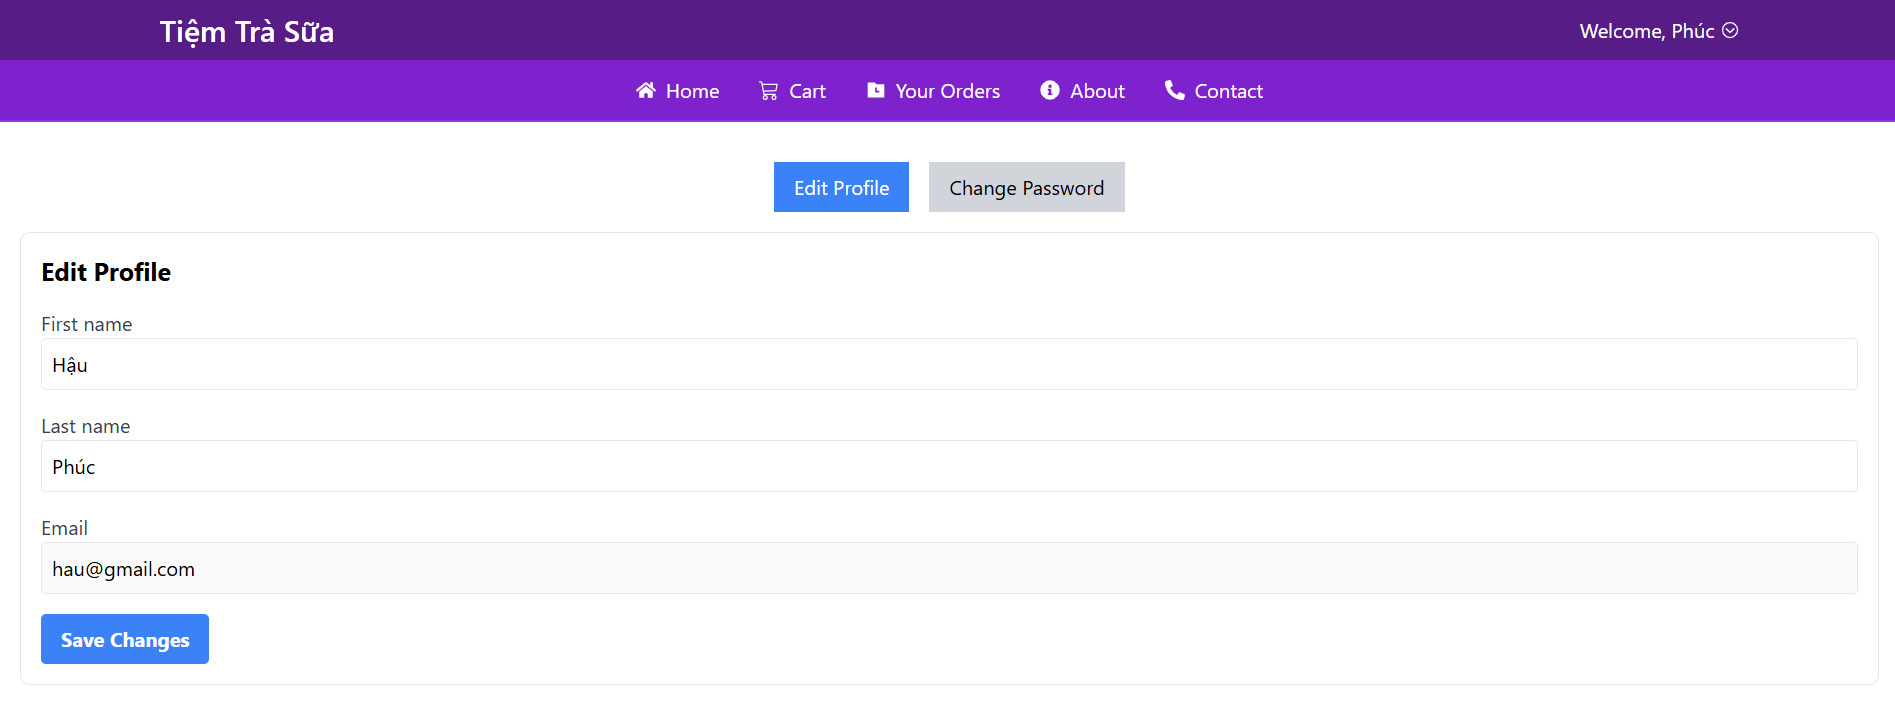 Tiệm Trà Sữa
Welcome, Phúc
Home Cart Your Orders About Contact
Edit Profile Change Password
Edit Profile
First name
Hậu
Last name
Phúc
Email
hau@gmail.com
Save Changes